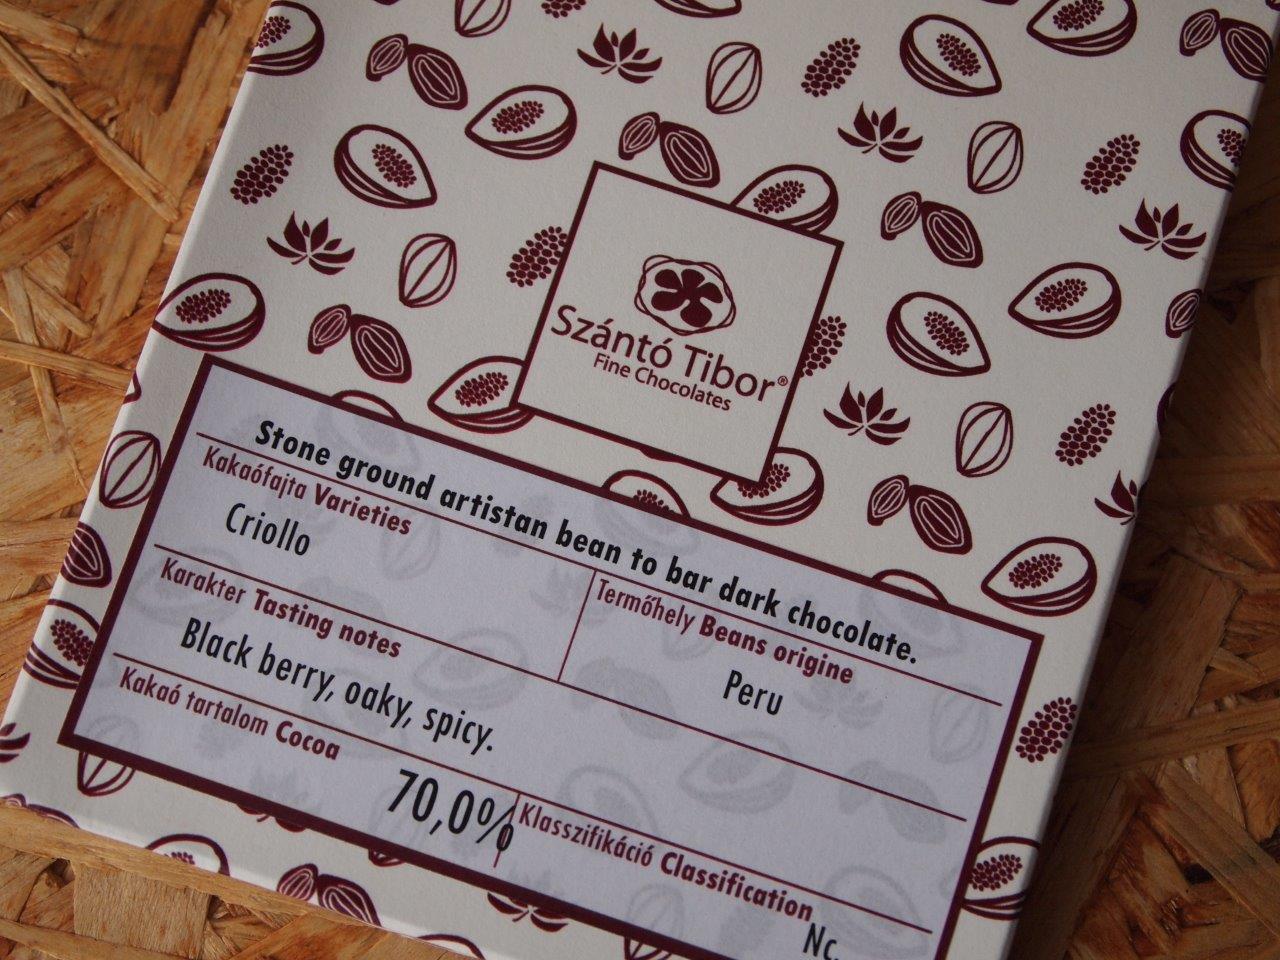 Szántó Tibor®
Fine Chocolates
Stone ground artistan bean to bar dark chocolate.
Kakaófajta Varieties
Criollo
Termőhely Beans origine
Peru
Karakter Tasting notes
Black berry, oaky, spicy.
Kakaó tartalom Cocoa
70,0%
Klasszifikáció Classification
Nc.